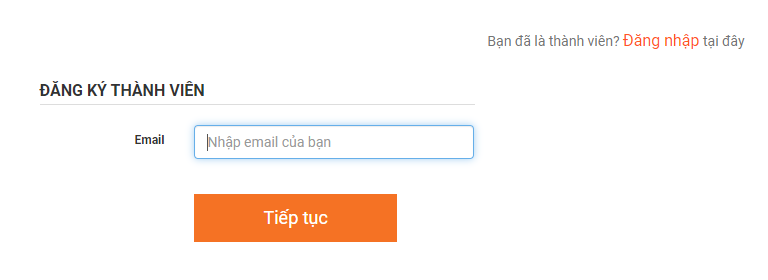 Bạn đã là thành viên? Đăng nhập tại đây
ĐĂNG KÝ THÀNH VIÊN
Email
Nhập email của bạn
Tiếp tục